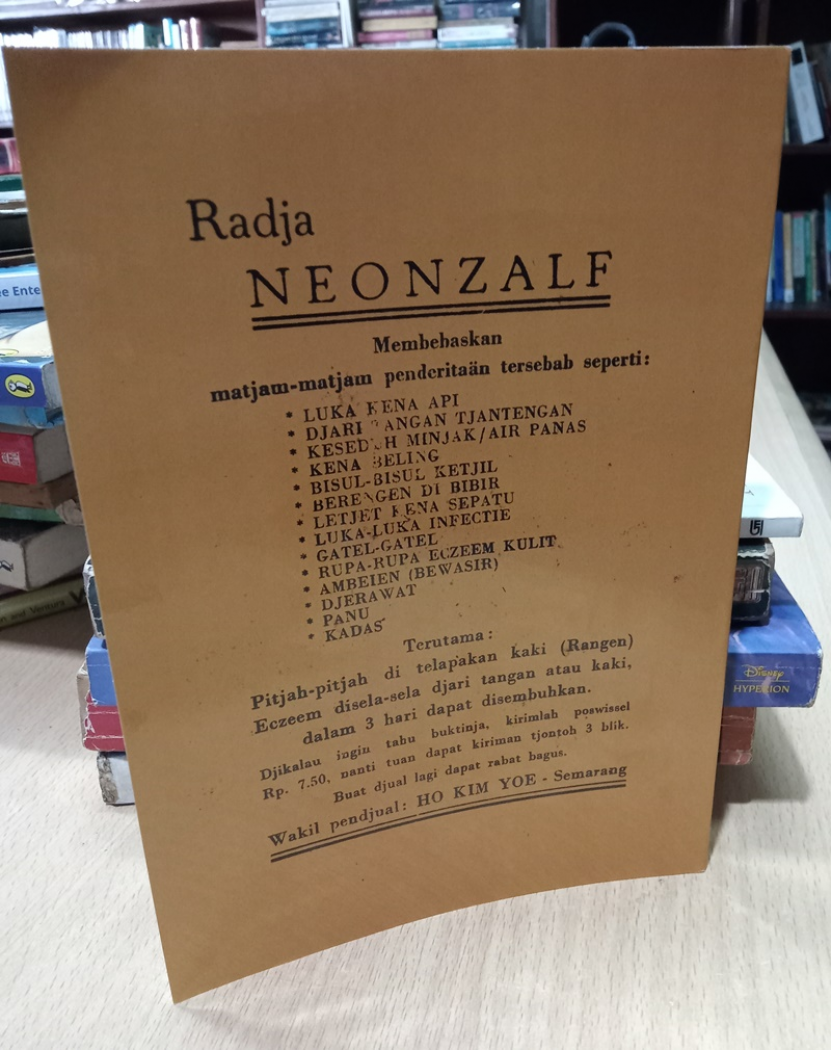 Radja
NEONZALF
Membebaskan
matjam-matjam penderitaän tersebab seperti:
* LUKA KENA API
* DJARI TANGAN TJANTENGAN
* KESEDUH MINJAK/AIR PANAS
* KENA BELING
* BISUL-BISUL KETJIL
* BERENGEN DI BIBIR
* LETJET KENA SEPATU
* LUKA-LUKA INFECTIE
* GATEL-GATEL
* RUPA-RUPA ECZEEM KULIT
* AMBEIEN (BEWASIR)
* DJERAWAT
* PANU
* KADAS
Terutama:
Pitjah-pitjah di telapakan kaki (Rangen)
Eczeem disela-sela djari tangan atau kaki,
dalam 3 hari dapat disembuhkan.
Djikalau ingin tahu buktinja, kirimlah poswissel
Rp. 7.50, nanti tuan dapat kiriman tjontoh 3 blik.
Buat djual lagi dapat rabat bagus.
Wakil pendjual: HO KIM YOE - Semarang
Disney
HYPERION